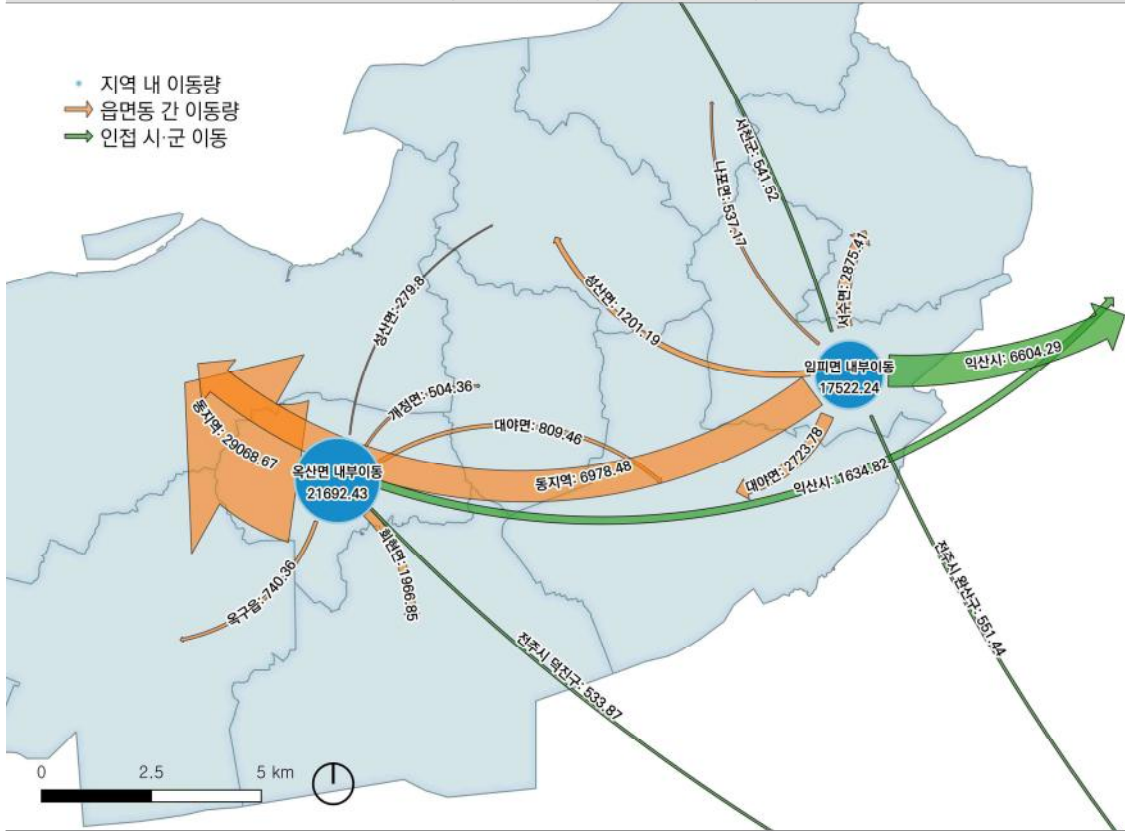 지역 내 이동량
읍면동 간 이동량
인접 시·군 이동
서천군: 541.52
나포면: 537.17
서수면: 2875.41
성산면: 279.8
성산면: 1201.19
익산시: 6604.29
임피면 내부이동
17522.24
개정면: 504.36
대야면: 809.46
동지역: 29068.67
옥산면 내부이동
21692.43
동지역: 6978.48
대야면: 2723.78
익산시: 1634.82
회현면: 1966.85
옥구읍: 740.36
전주시 완산구: 551.44
전주시 덕진구: 533.87
0 2.5 5 km